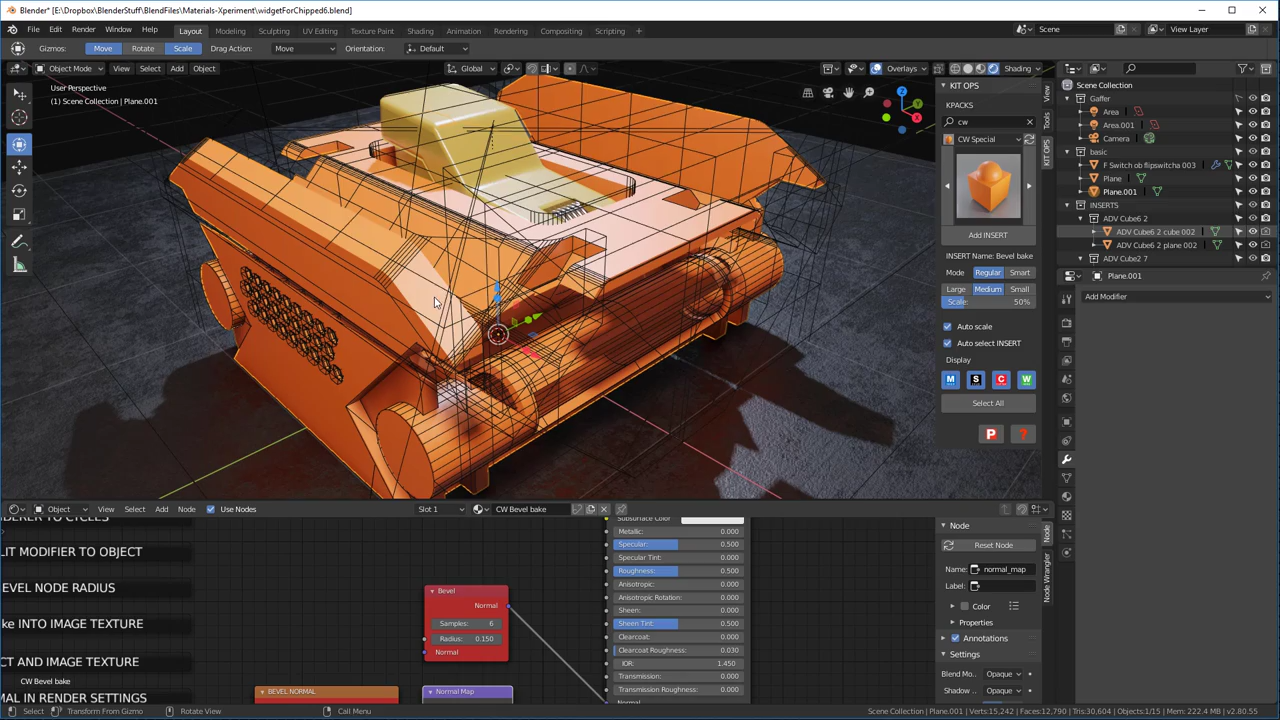 Blender* [E:\Dropbox\BlenderStuff\BlendFiles\Materials-Xperiment\widgetForChipped6.blend]
File Edit Render Window Help Layout Modeling Sculpting UV Editing Texture Paint Shading Animation Rendering Compositing Scripting + Scene View Layer
Gizmos: Move Rotate Scale Drag Action: Move Orientation: Default
Object Mode View Select Add Object Global Overlays Shading
User Perspective
(1) Scene Collection | Plane.001
Z
Y
X
KIT OPS
KPACKS
cw
CW Special
Add INSERT
INSERT Name: Bevel bake
Mode Regular Smart
Large Medium Small
Scale: 50%
Auto scale
Auto select INSERT
Display
M S C W
Select All
P ?
View
Tools
KIT OPS
Scene Collection
Gaffer
Area
Area.001
Camera
basic
F Switch ob flipswitcha 003
Plane
Plane.001
INSERTS
ADV Cube6 2
ADV Cube6 2 cube 002
ADV Cube6 2 plane 002
ADV Cube2 7
Plane.001
Add Modifier
Object View Select Add Node Use Nodes Slot 1 CW Bevel bake
NDERER TO CYCLES
LIT MODIFIER TO OBJECT
EVEL NODE RADIUS
ke INTO IMAGE TEXTURE
CT AND IMAGE TEXTURE
CW Bevel bake
MAL IN RENDER SETTINGS
Bevel
Normal
Samples: 6
Radius: 0.150
Normal
BEVEL NORMAL
Normal Map
Subsurface Color
Metallic: 0.000
Specular: 0.500
Specular Tint: 0.000
Roughness: 0.500
Anisotropic: 0.000
Anisotropic Rotation: 0.000
Sheen: 0.000
Sheen Tint: 0.500
Clearcoat: 0.000
Clearcoat Roughness: 0.030
IOR: 1.450
Transmission: 0.000
Transmission Roughness: 0.000
Normal
Node
Reset Node
Name: normal_map
Label:
Color
Properties
Annotations
Settings
Blend Mo.. Opaque
Shadow .. Opaque
Node
Node Wrangler
Select Transform From Gizmo Rotate View Call Menu Scene Collection | Plane.001 | Verts:15,242 | Faces:12,790 | Tris:30,604 | Objects:1/15 | Mem: 222.4 MB | v2.80.55